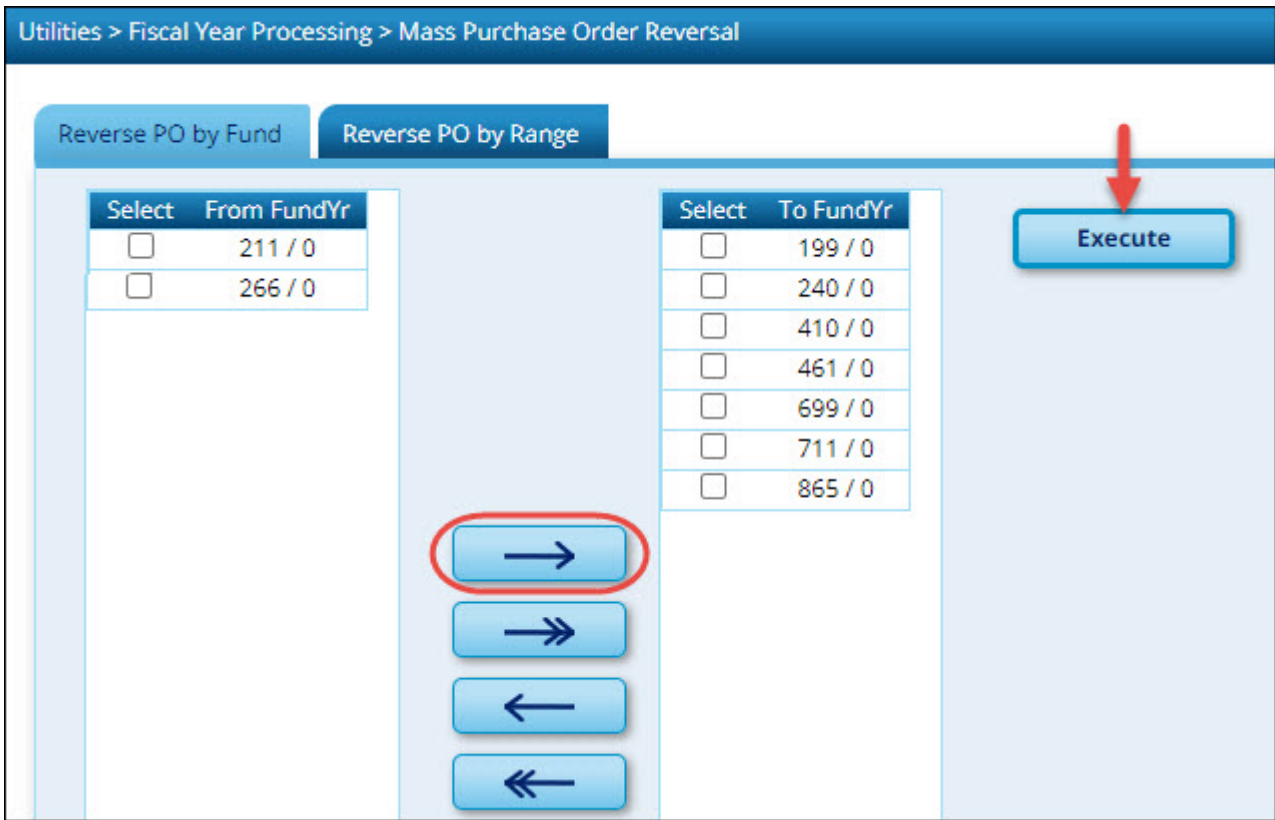 Utilities > Fiscal Year Processing > Mass Purchase Order Reversal
Reverse PO by Fund Reverse PO by Range
Select From FundYr
211 / 0
266 / 0
Select To FundYr
199 / 0
240 / 0
410 / 0
461 / 0
699 / 0
711 / 0
865 / 0
Execute